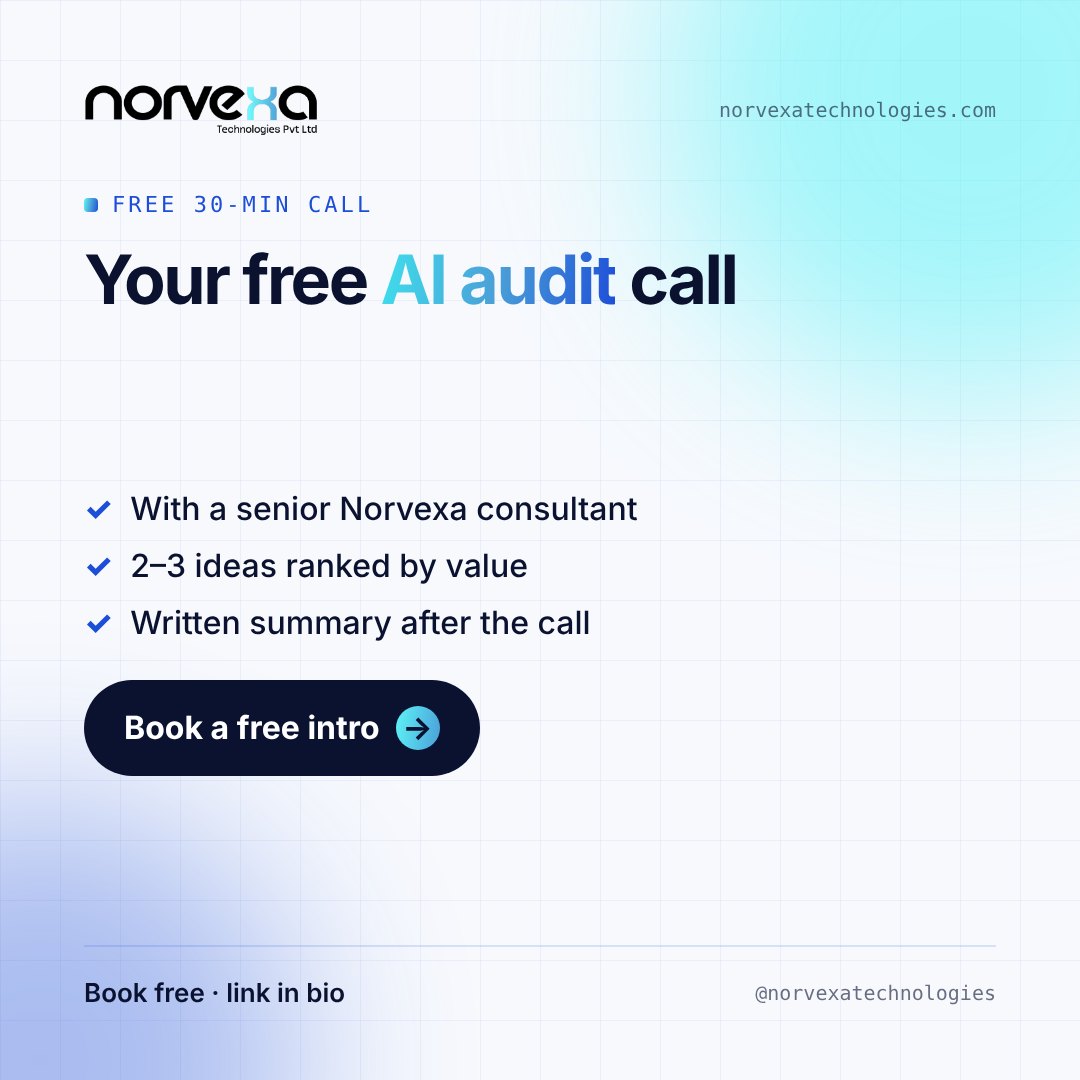 norvexa
Technologies Pvt Ltd
norvexatechnologies.com
FREE 30-MIN CALL
Your free AI audit call
With a senior Norvexa consultant
2–3 ideas ranked by value
Written summary after the call
Book a free intro
Book free · link in bio
@norvexatechnologies